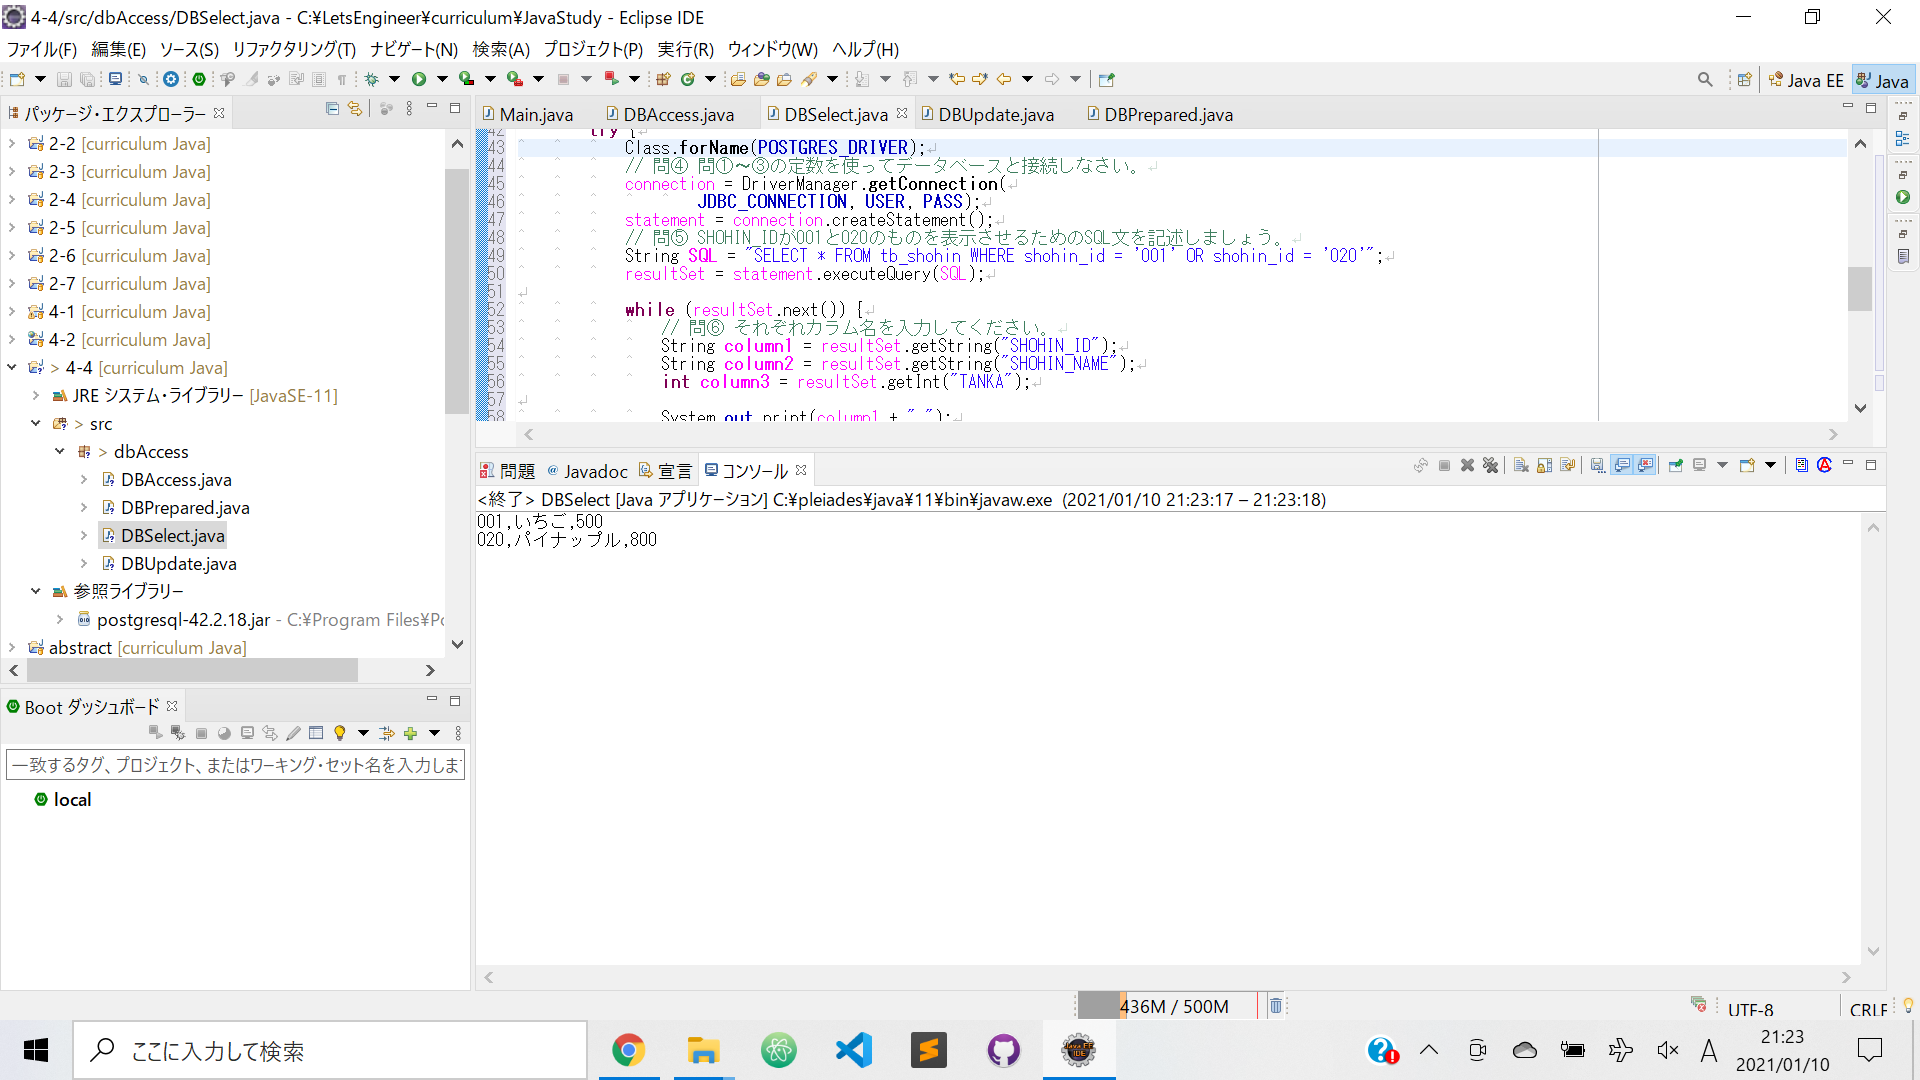 4-4/src/dbAccess/DBSelect.java - C:¥LetsEngineer¥curriculum¥JavaStudy - Eclipse IDE
ファイル(F) 編集(E) ソース(S) リファクタリング(T) ナビゲート(N) 検索(A) プロジェクト(P) 実行(R) ウィンドウ(W) ヘルプ(H)
Java EE Java
パッケージ・エクスプローラー
2-2 [curriculum Java]
2-3 [curriculum Java]
2-4 [curriculum Java]
2-5 [curriculum Java]
2-6 [curriculum Java]
2-7 [curriculum Java]
4-1 [curriculum Java]
4-2 [curriculum Java]
> 4-4 [curriculum Java]
JRE システム・ライブラリー [JavaSE-11]
> src
> dbAccess
DBAccess.java
DBPrepared.java
DBSelect.java
DBUpdate.java
参照ライブラリー
postgresql-42.2.18.jar - C:¥Program Files¥Po
abstract [curriculum Java]
Boot ダッシュボード
一致するタグ、プロジェクト、またはワーキング・セット名を入力しま
local
Main.java DBAccess.java DBSelect.java DBUpdate.java DBPrepared.java
42 try {
43 Class.forName(POSTGRES_DRIVER);
44 // 問④ 問①～③の定数を使ってデータベースと接続しなさい。
45 connection = DriverManager.getConnection(
46 JDBC_CONNECTION, USER, PASS);
47 statement = connection.createStatement();
48 // 問⑤ SHOHIN_IDが001と020のものを表示させるためのSQL文を記述しましょう。
49 String SQL = "SELECT * FROM tb_shohin WHERE shohin_id = '001' OR shohin_id = '020'";
50 resultSet = statement.executeQuery(SQL);
51
52 while (resultSet.next()) {
53 // 問⑥ それぞれカラム名を入力してください。
54 String column1 = resultSet.getString("SHOHIN_ID");
55 String column2 = resultSet.getString("SHOHIN_NAME");
56 int column3 = resultSet.getInt("TANKA");
57
58 System.out.print(column1 + ",");
問題 @ Javadoc 宣言 コンソール
<終了> DBSelect [Java アプリケーション] C:¥pleiades¥java¥11¥bin¥javaw.exe (2021/01/10 21:23:17 – 21:23:18)
001,いちご,500
020,パイナップル,800
436M / 500M
UTF-8 CRLF
ここに入力して検索
A
21:23
2021/01/10